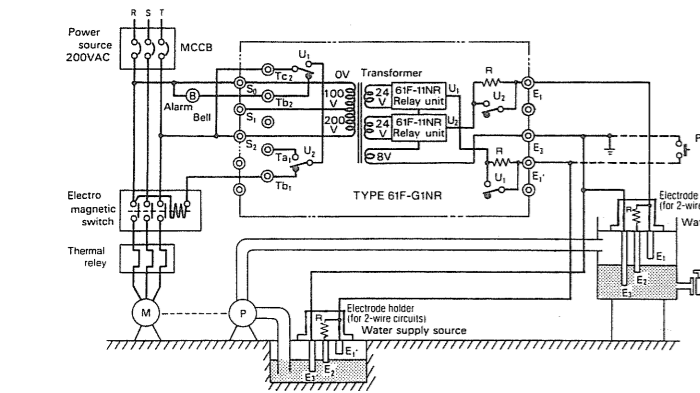 R S T
Power
source
200VAC
MCCB
Alarm
B
Bell
S₀
S₁
S₂
Tc₂
Tb₂
Ta₁
Tb₁
U₁
U₂
0V
100
V
200
V
Transformer
24
V
61F-11NR
Relay unit
U₁
24
V
61F-11NR
Relay unit
U₂
8V
R
U₂
R
U₁
E₁
E₃
E₁'
TYPE 61F-G1NR
P
Electro
magnetic
switch
Thermal
reley
M
P
Electrode holder
(for 2-wire circuits)
Water supply source
R
E₃
E₂
E₁'
Electrode
(for 2-wire
Wat
R
E₁
E₂
E₃